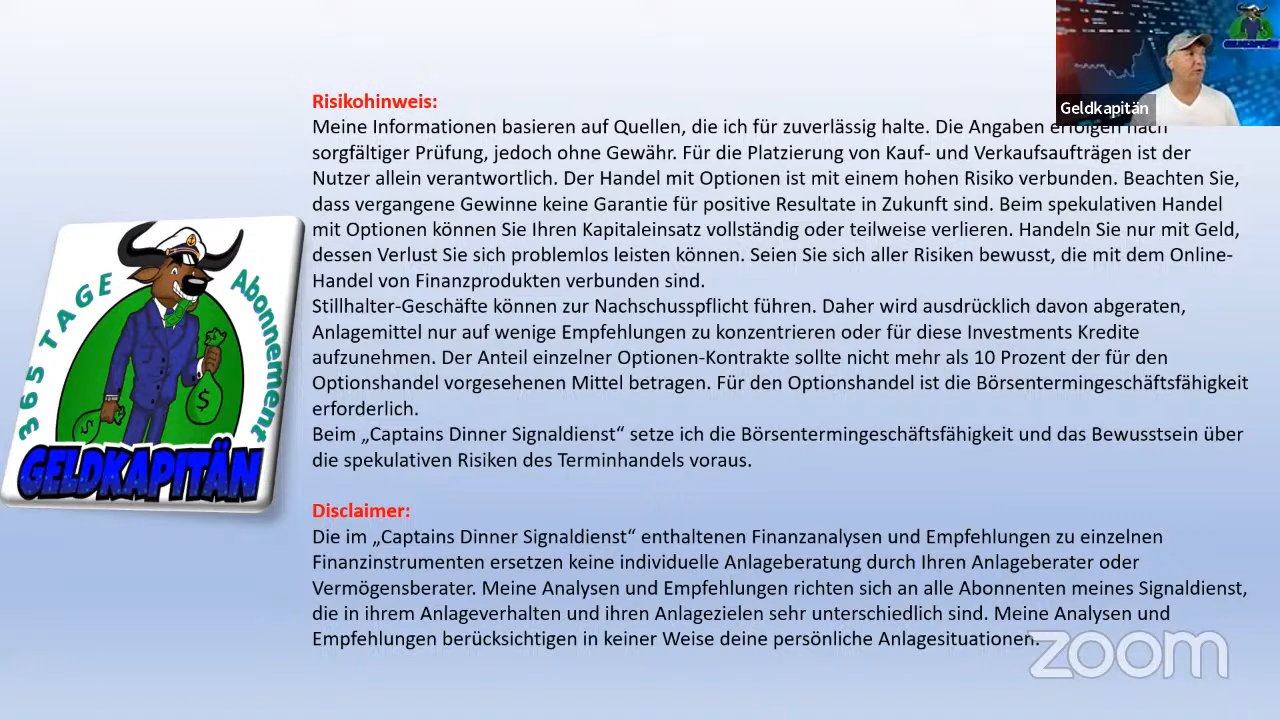 Risikohinweis:
Meine Informationen basieren auf Quellen, die ich für zuverlässig halte. Die Angaben erfolgen nach
sorgfältiger Prüfung, jedoch ohne Gewähr. Für die Platzierung von Kauf- und Verkaufsaufträgen ist der
Nutzer allein verantwortlich. Der Handel mit Optionen ist mit einem hohen Risiko verbunden. Beachten Sie,
dass vergangene Gewinne keine Garantie für positive Resultate in Zukunft sind. Beim spekulativen Handel
mit Optionen können Sie Ihren Kapitaleinsatz vollständig oder teilweise verlieren. Handeln Sie nur mit Geld,
dessen Verlust Sie sich problemlos leisten können. Seien Sie sich aller Risiken bewusst, die mit dem Online-
Handel von Finanzprodukten verbunden sind.
Stillhalter-Geschäfte können zur Nachschusspflicht führen. Daher wird ausdrücklich davon abgeraten,
Anlagemittel nur auf wenige Empfehlungen zu konzentrieren oder für diese Investments Kredite
aufzunehmen. Der Anteil einzelner Optionen-Kontrakte sollte nicht mehr als 10 Prozent der für den
Optionshandel vorgesehenen Mittel betragen. Für den Optionshandel ist die Börsentermingeschäftsfähigkeit
erforderlich.
Beim „Captains Dinner Signaldienst“ setze ich die Börsentermingeschäftsfähigkeit und das Bewusstsein über
die spekulativen Risiken des Terminhandels voraus.
Disclaimer:
Die im „Captains Dinner Signaldienst“ enthaltenen Finanzanalysen und Empfehlungen zu einzelnen
Finanzinstrumenten ersetzen keine individuelle Anlageberatung durch Ihren Anlageberater oder
Vermögensberater. Meine Analysen und Empfehlungen richten sich an alle Abonnenten meines Signaldienst,
die in ihrem Anlageverhalten und ihren Anlagezielen sehr unterschiedlich sind. Meine Analysen und
Empfehlungen berücksichtigen in keiner Weise deine persönliche Anlagesituationen.
365 TAGE
Abonnement
$
$
GELDKAPITÄN
GELDKAPITÄN
Geldkapitän
zoom